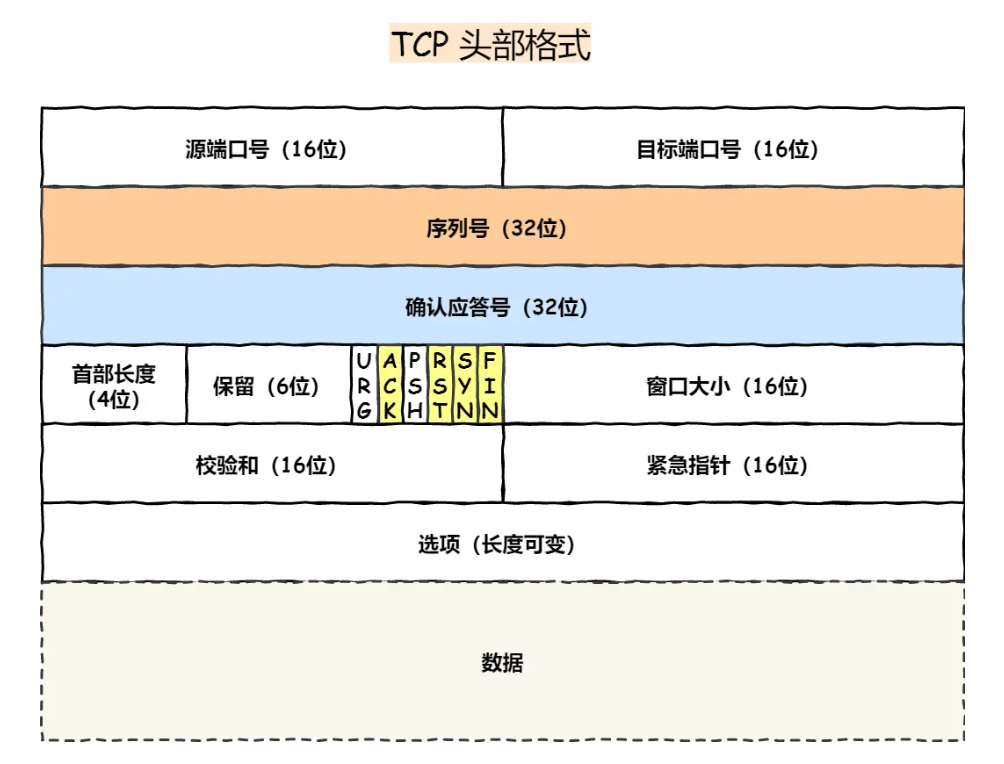 TCP 头部格式
源端口号（16位）
目标端口号（16位）
序列号（32位）
确认应答号（32位）
首部长度
（4位）
保留（6位）
URG
ACK
PSH
RST
SYN
FIN
窗口大小（16位）
校验和（16位）
紧急指针（16位）
选项（长度可变）
数据